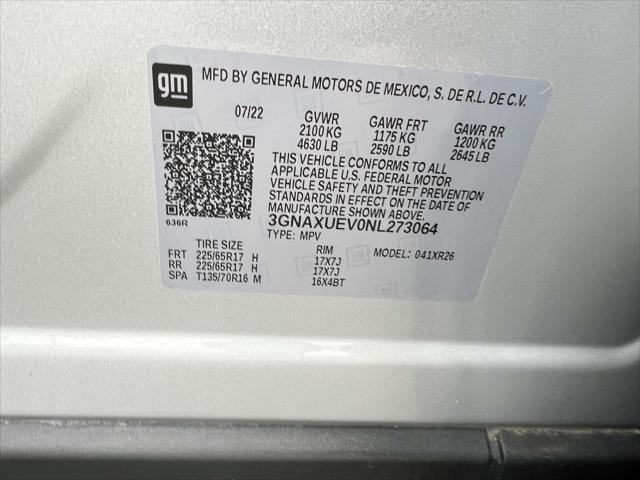 gm
MFD BY GENERAL MOTORS DE MEXICO, S. DE R.L. DE C.V.
07/22 GVWR GAWR FRT GAWR RR
2100 KG 1175 KG 1200 KG
4630 LB 2590 LB 2645 LB
THIS VEHICLE CONFORMS TO ALL
APPLICABLE U.S. FEDERAL MOTOR
VEHICLE SAFETY AND THEFT PREVENTION
STANDARDS IN EFFECT ON THE DATE OF
MANUFACTURE SHOWN ABOVE.
3GNAXUEV0NL273064
636R
TYPE: MPV
TIRE SIZE RIM MODEL: 041XR26
FRT 225/65R17 H 17X7J
RR 225/65R17 H 17X7J
SPA T135/70R16 M 16X4BT